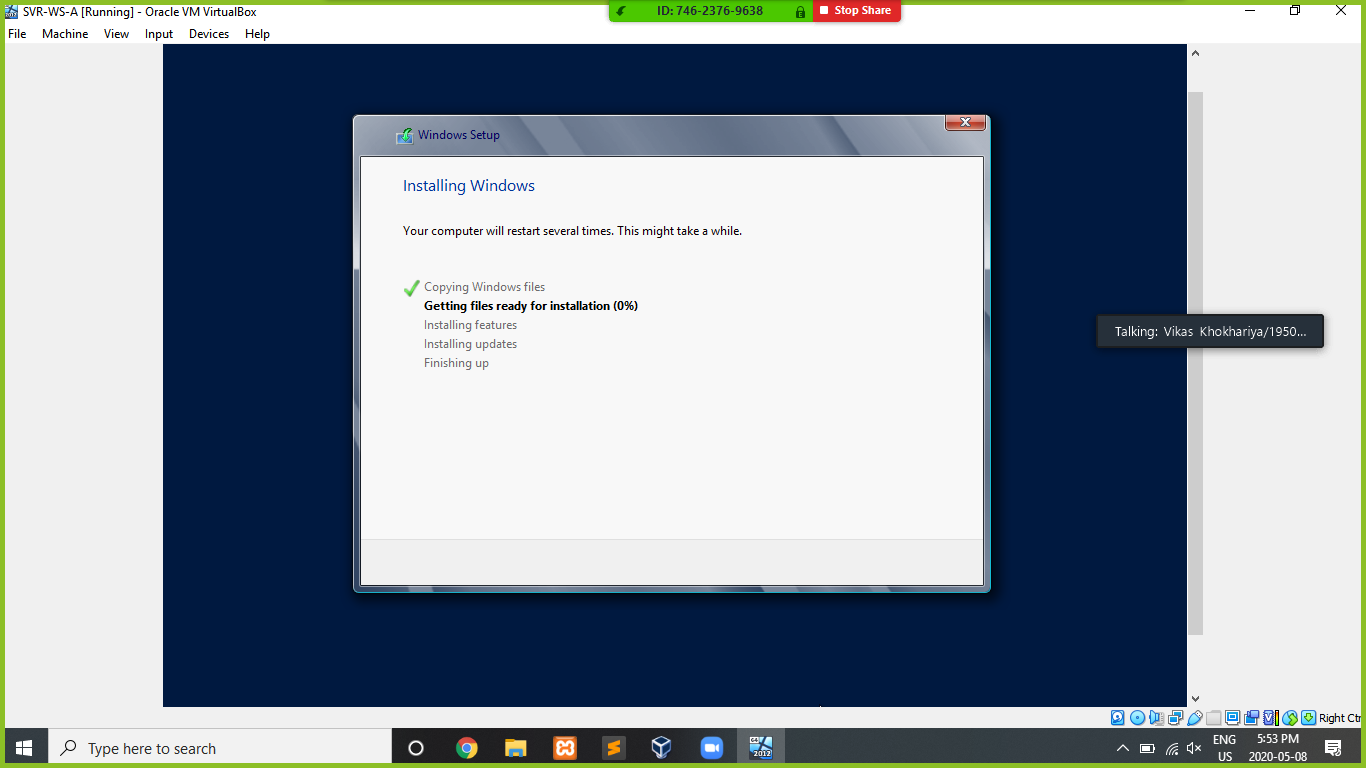 SVR-WS-A [Running] - Oracle VM VirtualBox
ID: 746-2376-9638
Stop Share
File Machine View Input Devices Help
Windows Setup
Installing Windows
Your computer will restart several times. This might take a while.
Copying Windows files
Getting files ready for installation (0%)
Installing features
Installing updates
Finishing up
Talking: Vikas Khokhariya/1950...
Right Ctr
Type here to search
64
2012
ENG
US
5:53 PM
2020-05-08